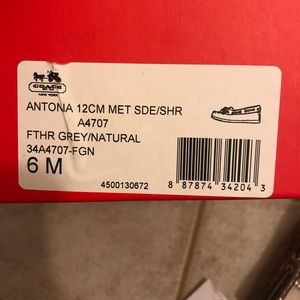 COACH
NEW YORK
ANTONIA 12CM MET SDE/SHR
A4707
FTHR GREY/NATURAL
34A4707-FGN
6 M
4500130672
8 87874 34204 3